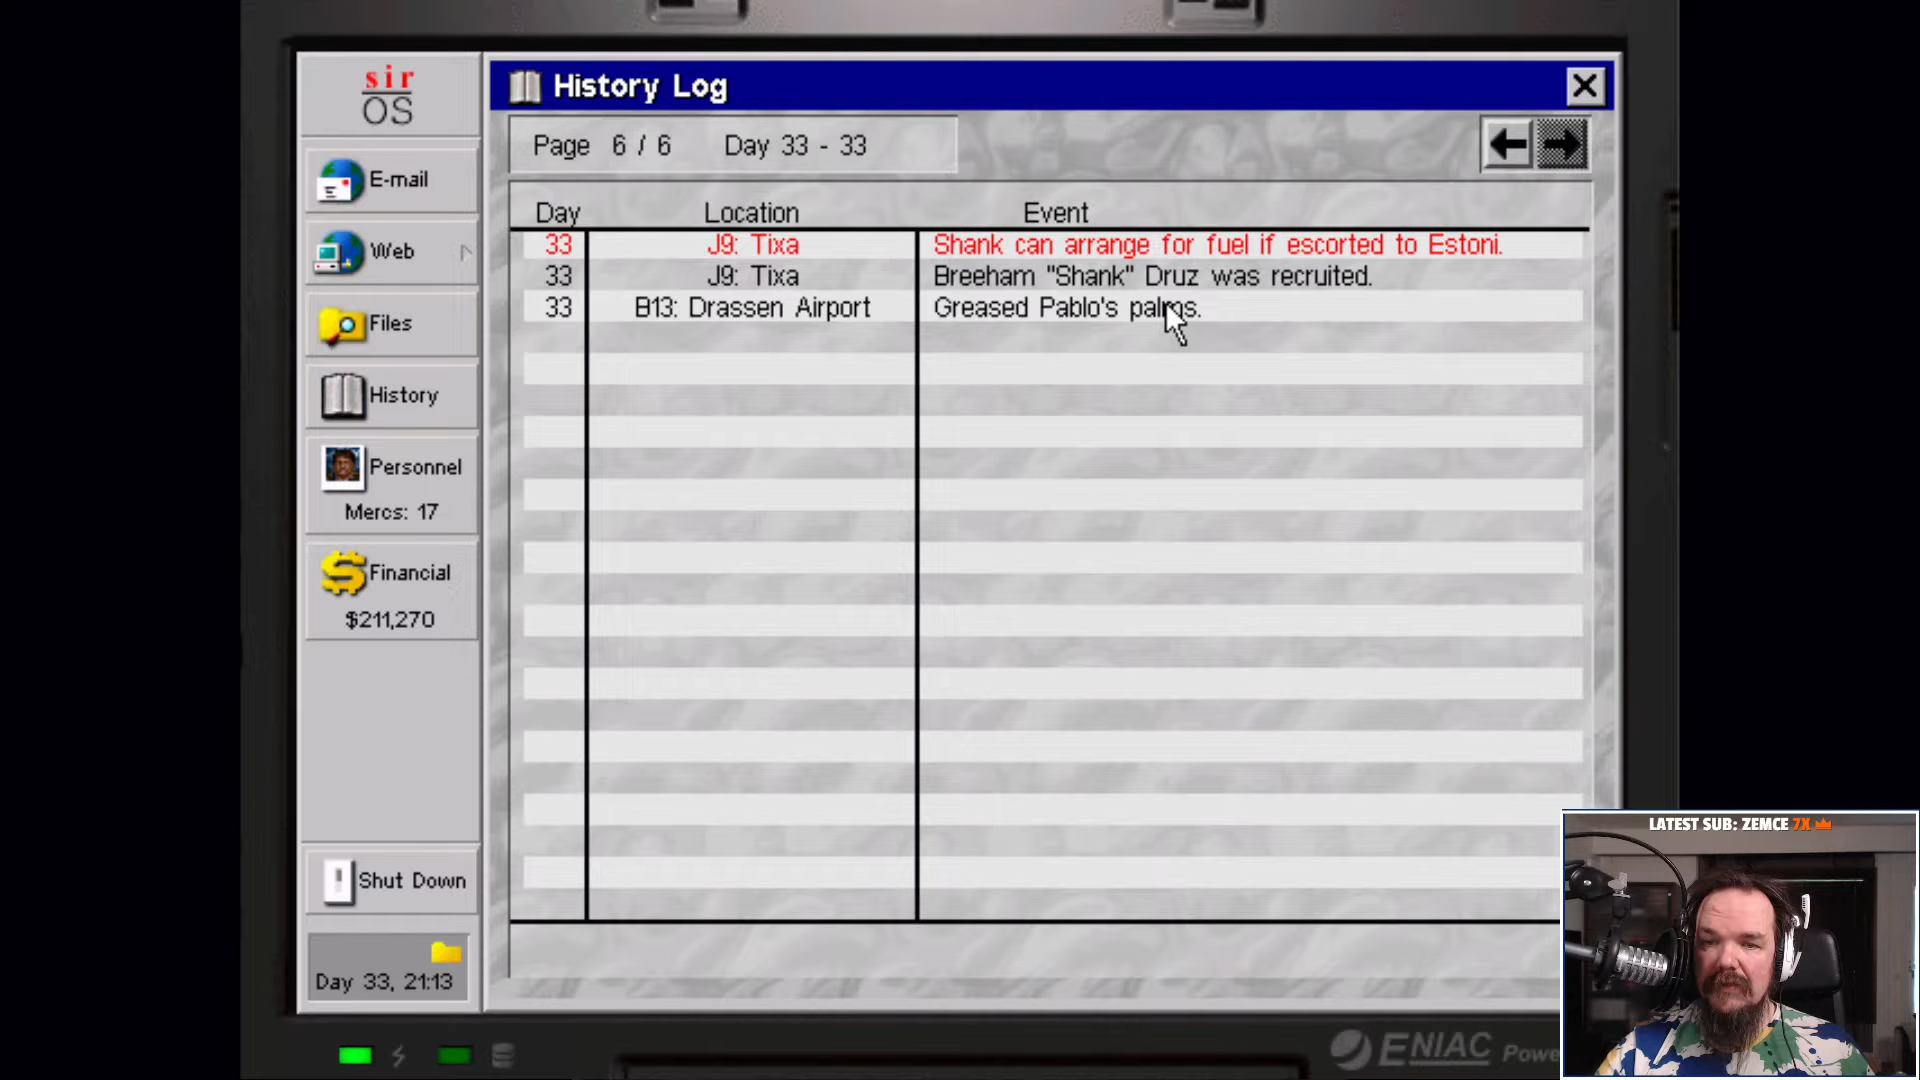 sir
OS
History Log
Page 6 / 6 Day 33 - 33
E-mail
Web
Files
History
Personnel
Mercs: 17
Financial
$211,270
Shut Down
Day 33, 21:13
Day Location Event
33 J9: Tixa Shank can arrange for fuel if escorted to Estoni.
33 J9: Tixa Breeham "Shank" Druz was recruited.
33 B13: Drassen Airport Greased Pablo's palms.
LATEST SUB: ZEMCE 7X
ENIAC Powe